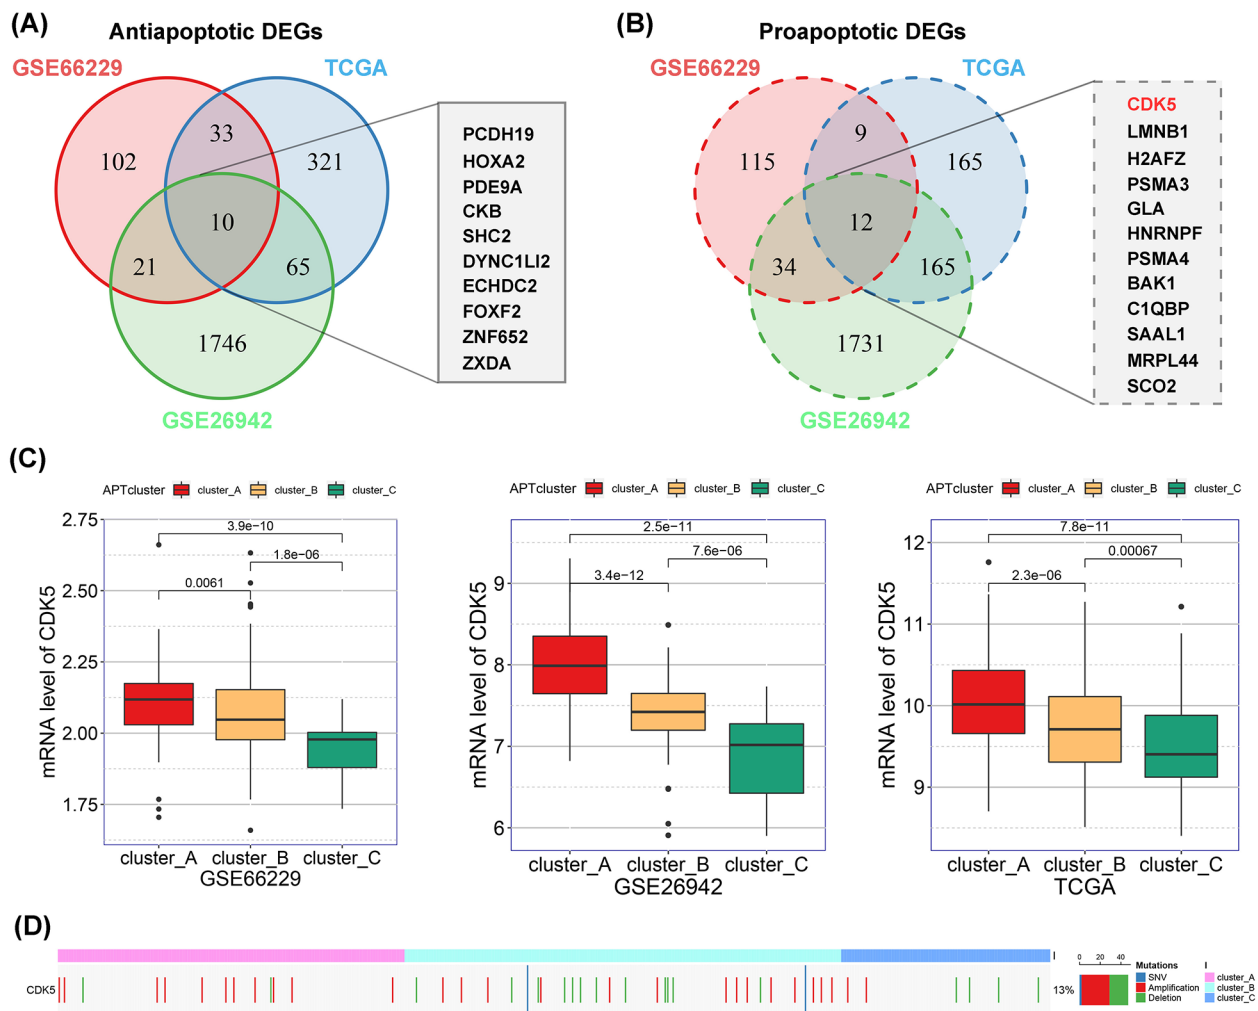 (A)
Antiapoptotic DEGs
GSE66229
TCGA
33
102
321
10
21
65
1746
GSE26942
PCDH19
HOXA2
PDE9A
CKB
SHC2
DYNC1LI2
ECHDC2
FOXF2
ZNF652
ZXDA
(B)
Proapoptotic DEGs
GSE66229
TCGA
9
115
165
12
34
165
1731
GSE26942
CDK5
LMNB1
H2AFZ
PSMA3
GLA
HNRNPF
PSMA4
BAK1
C1QBP
SAAL1
MRPL44
SCO2
(C)
APTcluster cluster_A cluster_B cluster_C
mRNA level of CDK5
2.75
2.50
2.25
2.00
1.75
3.9e−10
1.8e−06
0.0061
cluster_A cluster_B cluster_C
GSE66229
APTcluster cluster_A cluster_B cluster_C
mRNA level of CDK5
9
8
7
6
2.5e−11
7.6e−06
3.4e−12
cluster_A cluster_B cluster_C
GSE26942
APTcluster cluster_A cluster_B cluster_C
mRNA level of CDK5
12
11
10
9
7.8e−11
0.00067
2.3e−06
cluster_A cluster_B cluster_C
TCGA
(D)
I
CDK5
13%
0 20 40
Mutations
SNV
Amplification
Deletion
I
cluster_A
cluster_B
cluster_C